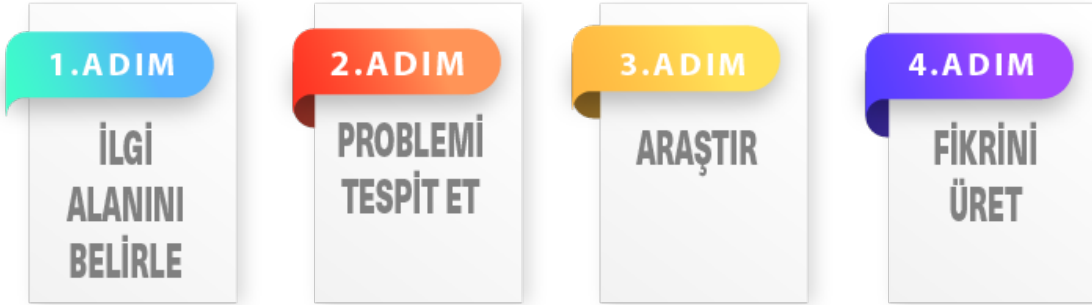 1.ADIM
İLGİ
ALANINI
BELİRLE
2.ADIM
PROBLEMİ
TESPİT ET
3.ADIM
ARAŞTIR
4.ADIM
FİKRİNİ
ÜRET